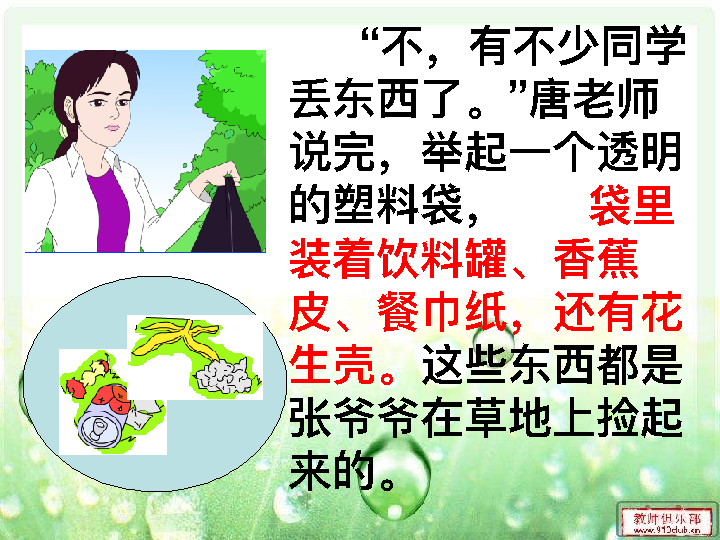 “不，有不少同学
丢东西了。”唐老师
说完，举起一个透明
的塑料袋， 袋里
装着饮料罐、香蕉
皮、餐巾纸，还有花
生壳。这些东西都是
张爷爷在草地上捡起
来的。
教师俱乐部
www.910club.cn